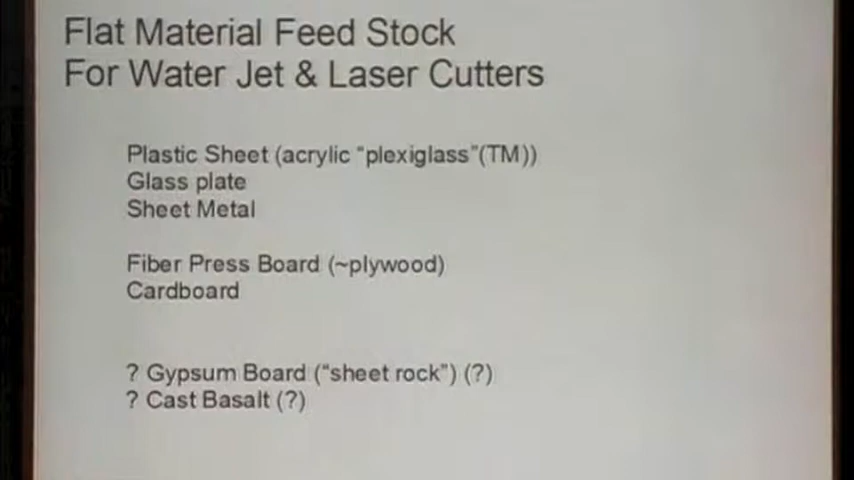 Flat Material Feed Stock
For Water Jet & Laser Cutters
Plastic Sheet (acrylic “plexiglass”(TM))
Glass plate
Sheet Metal
Fiber Press Board (~plywood)
Cardboard
? Gypsum Board (“sheet rock”) (?)
? Cast Basalt (?)